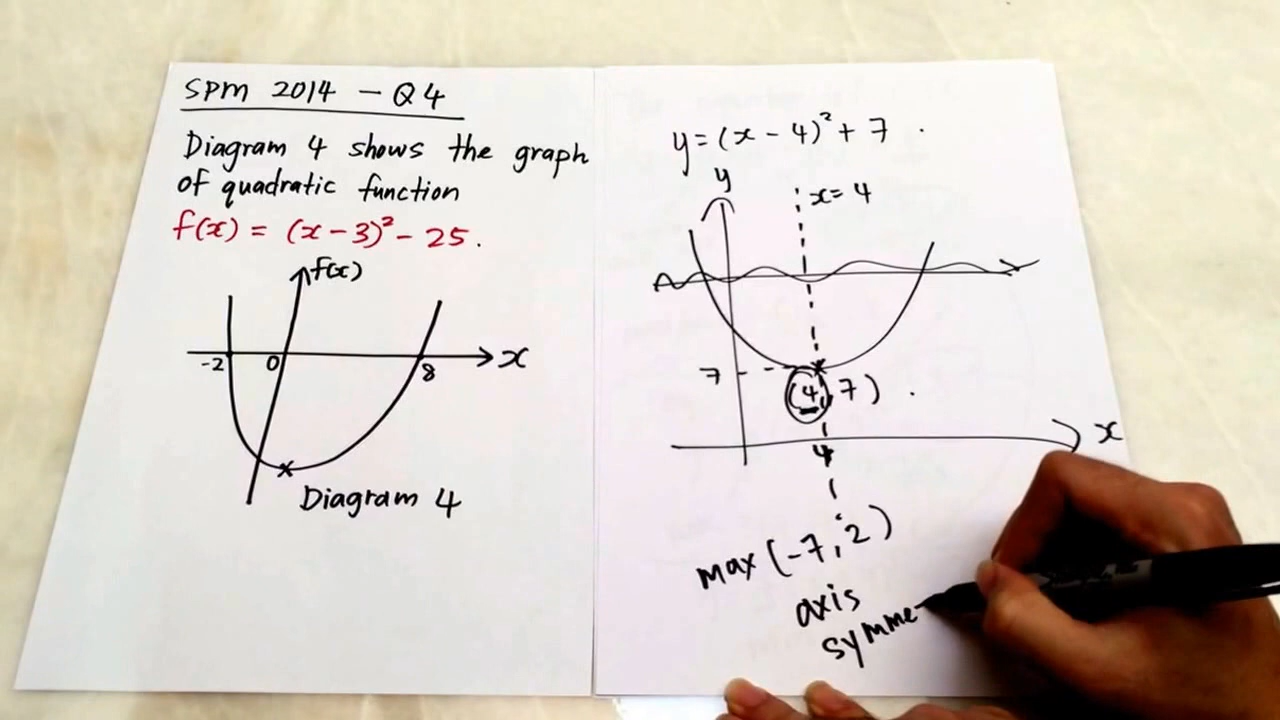 SPM 2014 - Q4
Diagram 4 shows the graph
of quadratic function
f(x) = (x-3)² - 25.
f(x)
-2 0 8 x
Diagram 4
y = (x - 4)² + 7 .
y
x = 4
7
(4, 7) .
x
4
max (-7, 2)
axis
symme